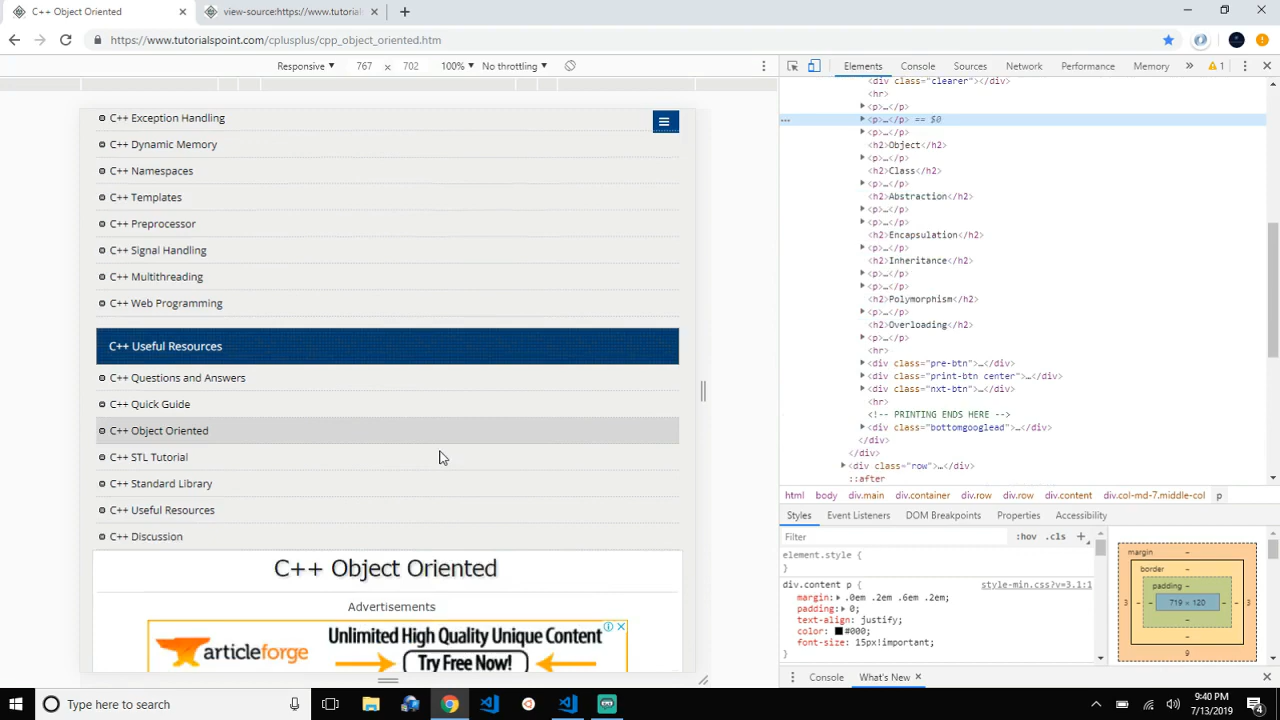 C++ Object Oriented
view-source:https://www.tutorials
https://www.tutorialspoint.com/cplusplus/cpp_object_oriented.htm
Responsive ▾ 767 × 702 100% ▾ No throttling ▾
C++ Exception Handling
C++ Dynamic Memory
C++ Namespaces
C++ Templates
C++ Preprocessor
C++ Signal Handling
C++ Multithreading
C++ Web Programming
C++ Useful Resources
C++ Questions and Answers
C++ Quick Guide
C++ Object Oriented
C++ STL Tutorial
C++ Standard Library
C++ Useful Resources
C++ Discussion
C++ Object Oriented
Advertisements
articleforge
Unlimited High Quality Unique Content
Try Free Now!
Elements Console Sources Network Performance Memory » 1
<div class="clearer"></div>
<hr>
<p>…</p>
<p>…</p> == $0
<p>…</p>
<h2>Object</h2>
<p>…</p>
<h2>Class</h2>
<p>…</p>
<h2>Abstraction</h2>
<p>…</p>
<p>…</p>
<h2>Encapsulation</h2>
<p>…</p>
<h2>Inheritance</h2>
<p>…</p>
<p>…</p>
<h2>Polymorphism</h2>
<p>…</p>
<h2>Overloading</h2>
<p>…</p>
<hr>
<div class="pre-btn">…</div>
<div class="print-btn center">…</div>
<div class="nxt-btn">…</div>
<hr>
<!-- PRINTING ENDS HERE -->
<div class="bottomgooglead">…</div>
</div>
</div>
<div class="row">…</div>
::after
html body div.main div.container div.row div.row div.content div.col-md-7.middle-col p
Styles Event Listeners DOM Breakpoints Properties Accessibility
Filter :hov .cls +
element.style {
}
div.content p { style-min.css?v=3.1:1
margin: .0em .2em .6em .2em;
padding: 0;
text-align: justify;
color: #000;
font-size: 15px!important;
}
margin –
border –
padding –
3 – – 719 × 120 – – 3
–
–
9
Console What's New ×
Type here to search
9:40 PM
7/13/2019
4